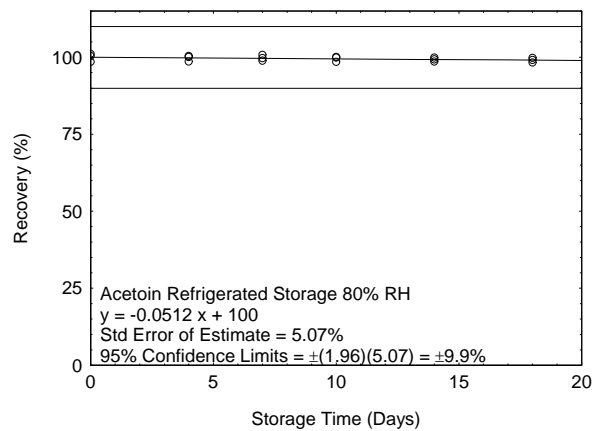 100
75
50
25
0
Recovery (%)
Acetoin Refrigerated Storage 80% RH
y = -0.0512 x + 100
Std Error of Estimate = 5.07%
95% Confidence Limits = ±(1.96)(5.07) = ±9.9%
0 5 10 15 20
Storage Time (Days)